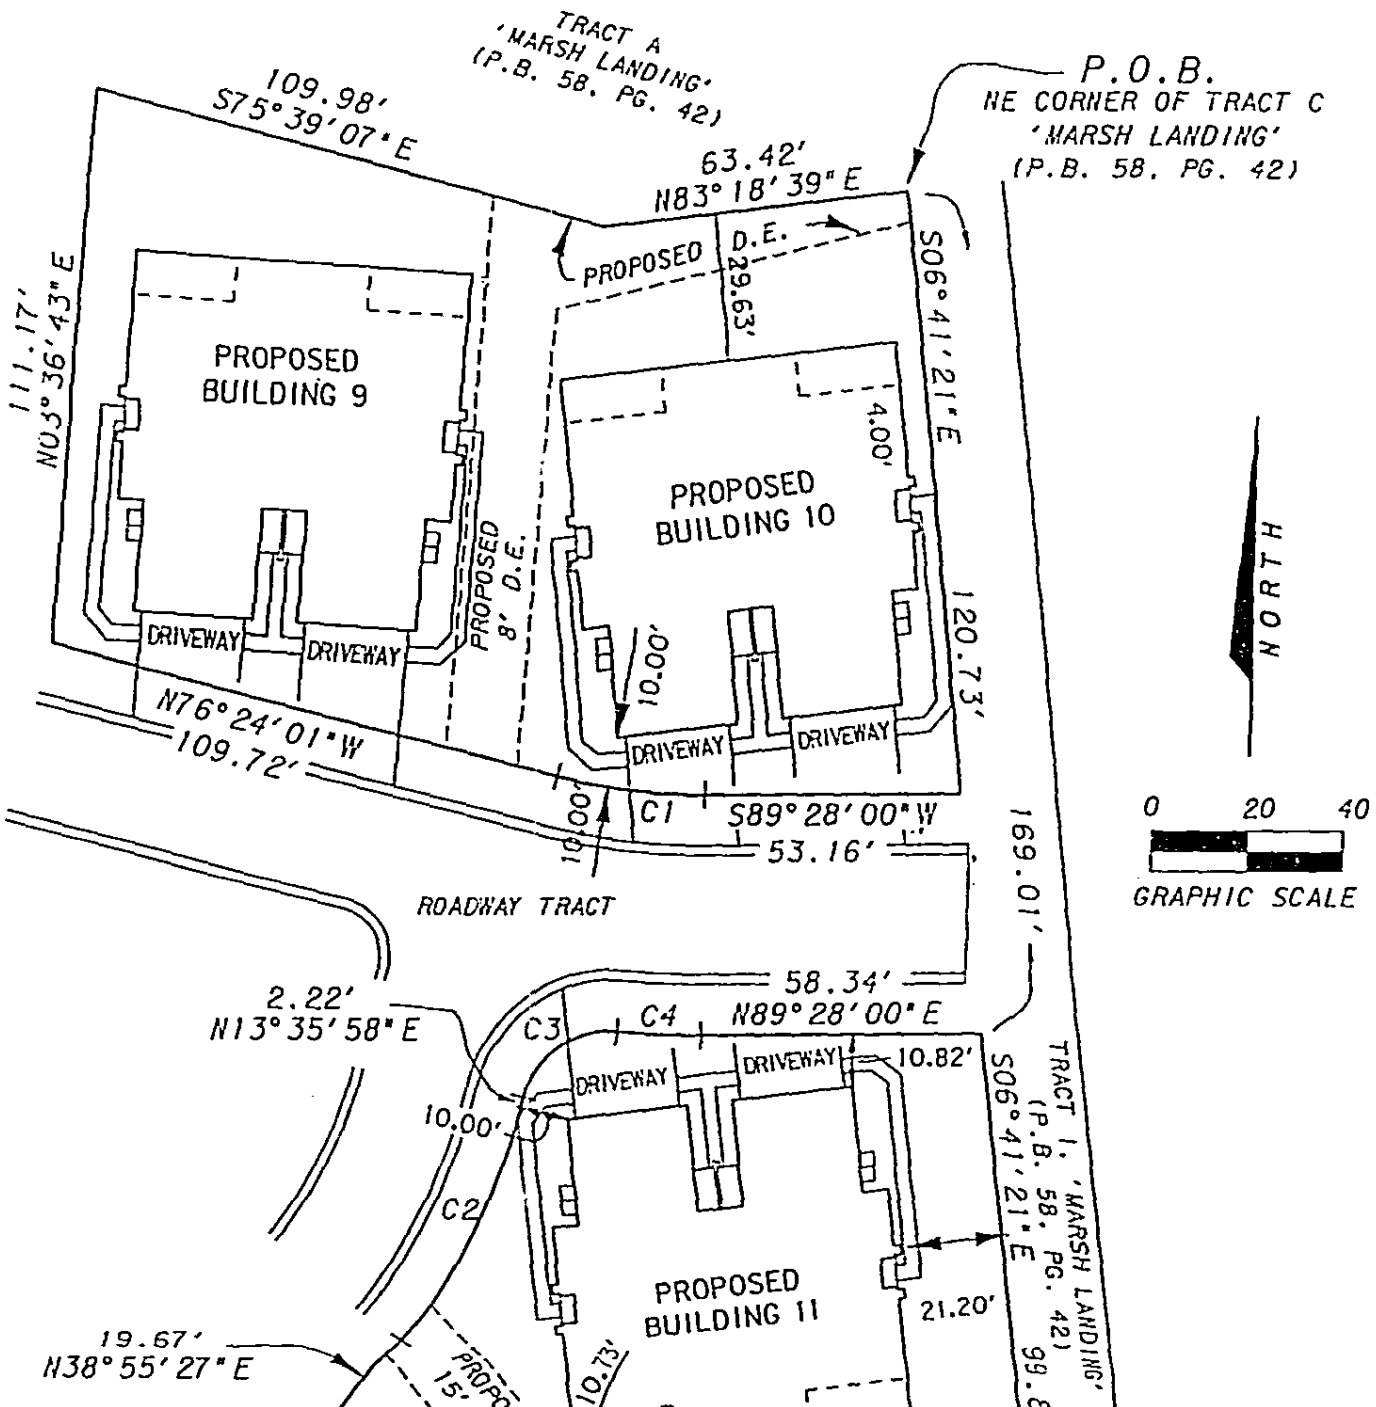 TRACT A
'MARSH LANDING'
(P.B. 58, PG. 42)
109.98'
S75°39'07"E
63.42'
N83°18'39"E
P.O.B.
NE CORNER OF TRACT C
'MARSH LANDING'
(P.B. 58. PG. 42)
S06°41'21"E
120.73'
PROPOSED D.E.
29.63'
111.17'
N03°36'43"E
PROPOSED
BUILDING 9
PROPOSED
8' D.E.
PROPOSED
BUILDING 10
4.00'
10.00'
DRIVEWAY
DRIVEWAY
DRIVEWAY
DRIVEWAY
N76°24'01"W
109.72'
10.00'
C1
S89°28'00"W
53.16'
NORTH
0 20 40
GRAPHIC SCALE
169.01'
ROADWAY TRACT
58.34'
N89°28'00"E
2.22'
N13°35'58"E
C3
C4
DRIVEWAY
DRIVEWAY
10.82'
10.00'
C2
S06°41'21"E
99.8
TRACT 1, 'MARSH LANDING'
(P.B. 58. PG. 42)
PROPOSED
BUILDING 11
21.20'
19.67'
N38°55'27"E
PROPO
15'
10.73'